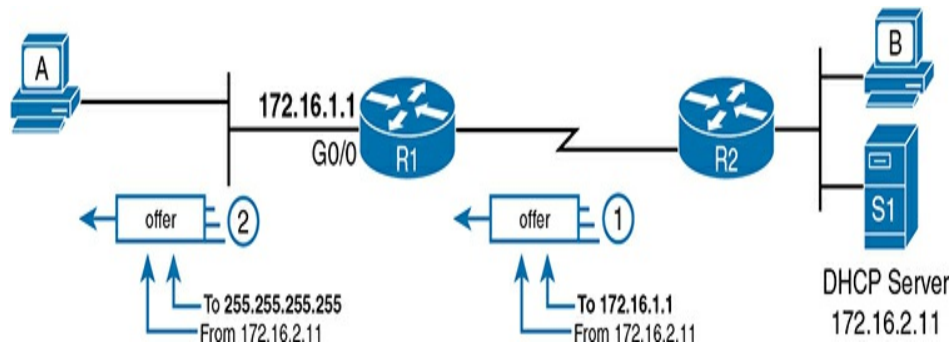 A
172.16.1.1
G0/0
R1
R2
B
S1
offer
2
To 255.255.255.255
From 172.16.2.11
offer
1
To 172.16.1.1
From 172.16.2.11
DHCP Server
172.16.2.11